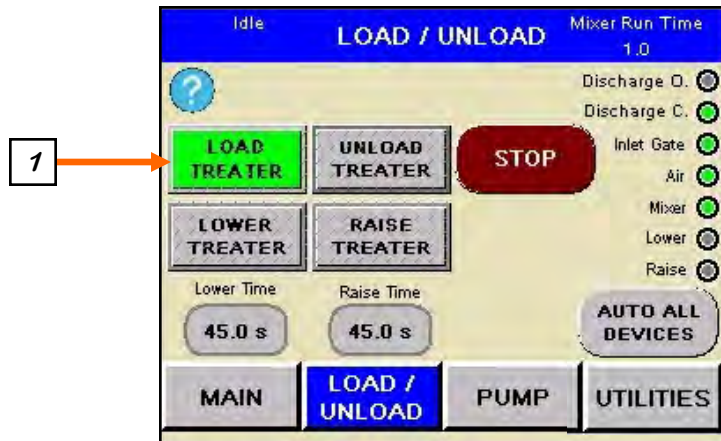 Idle
LOAD / UNLOAD
Mixer Run Time
1.0
?
Discharge O.
Discharge C.
Inlet Gate
Air
Mixer
Lower
Raise
1
LOAD
TREATER
UNLOAD
TREATER
STOP
LOWER
TREATER
RAISE
TREATER
Lower Time
Raise Time
45.0 s
45.0 s
AUTO ALL
DEVICES
MAIN
LOAD /
UNLOAD
PUMP
UTILITIES